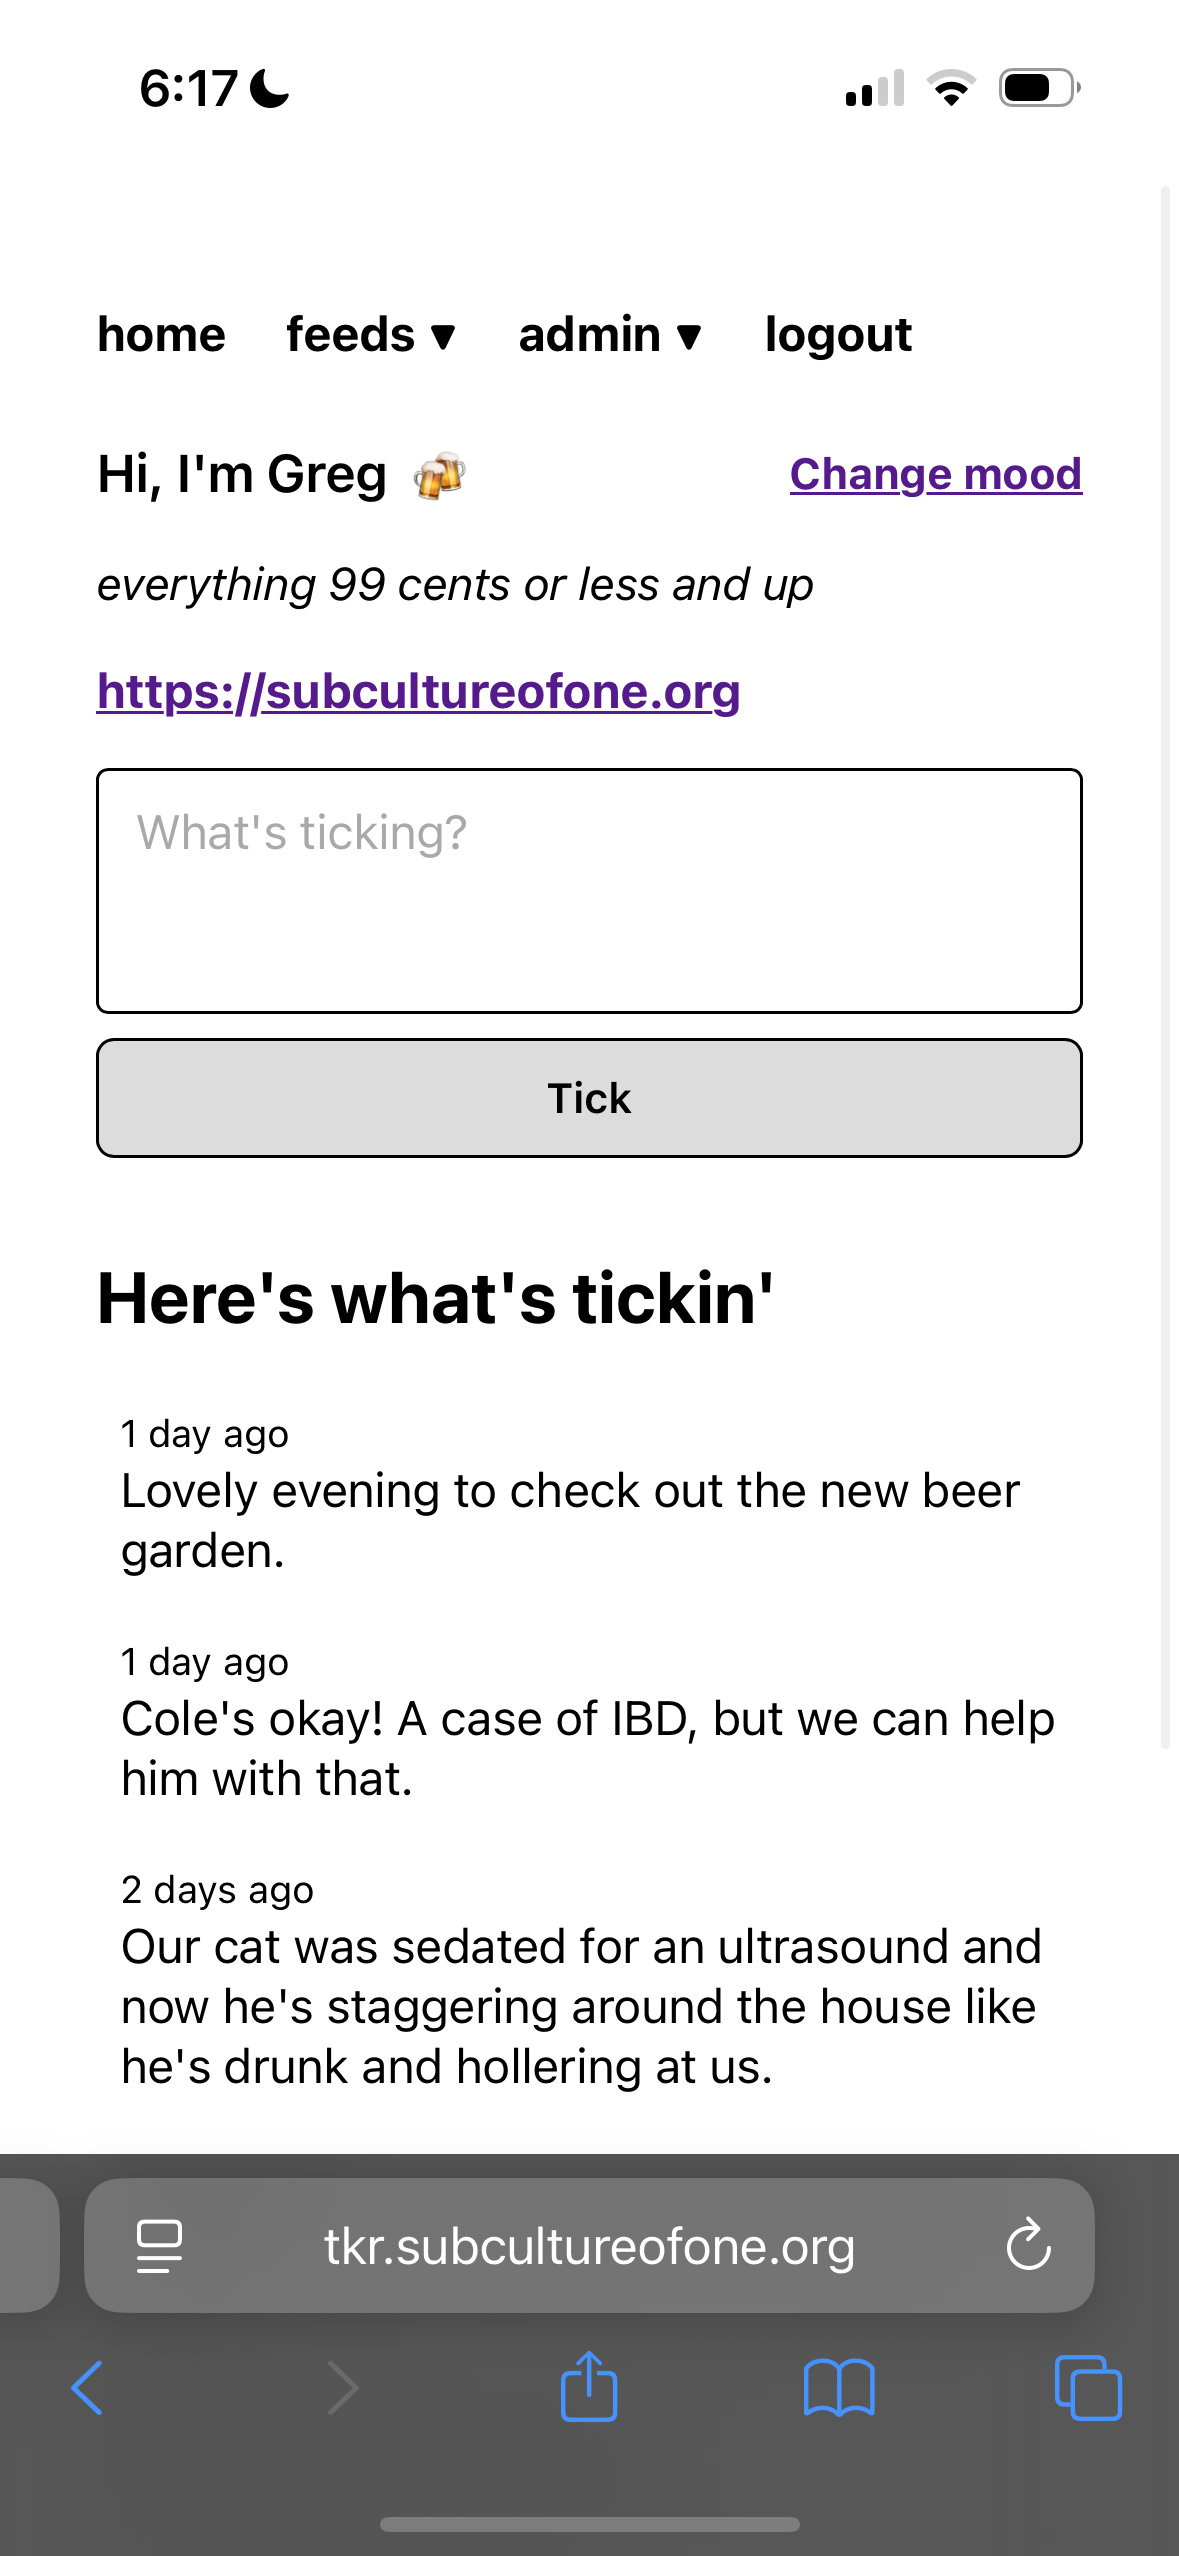 6:17
home feeds ▼ admin ▼ logout
Hi, I'm Greg 🍻 Change mood
everything 99 cents or less and up
https://subcultureofone.org
What's ticking?
Tick
Here's what's tickin'
1 day ago
Lovely evening to check out the new beer
garden.
1 day ago
Cole's okay! A case of IBD, but we can help
him with that.
2 days ago
Our cat was sedated for an ultrasound and
now he's staggering around the house like
he's drunk and hollering at us.
tkr.subcultureofone.org